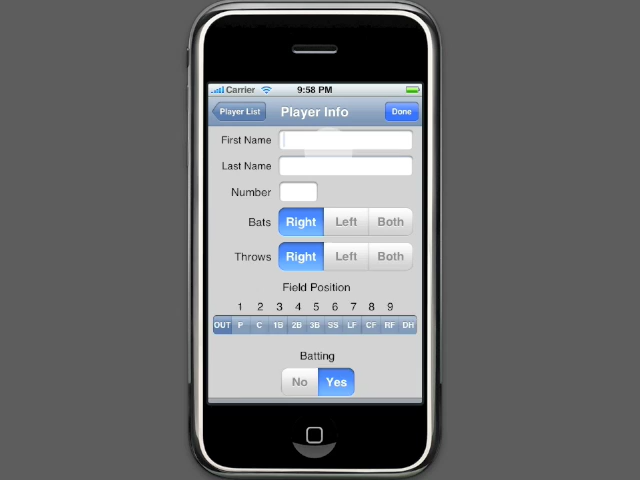 Carrier 9:58 PM
Player List Player Info Done
First Name
Last Name
Number
Bats Right Left Both
Throws Right Left Both
Field Position
1 2 3 4 5 6 7 8 9
OUT P C 1B 2B 3B SS LF CF RF DH
Batting
No Yes